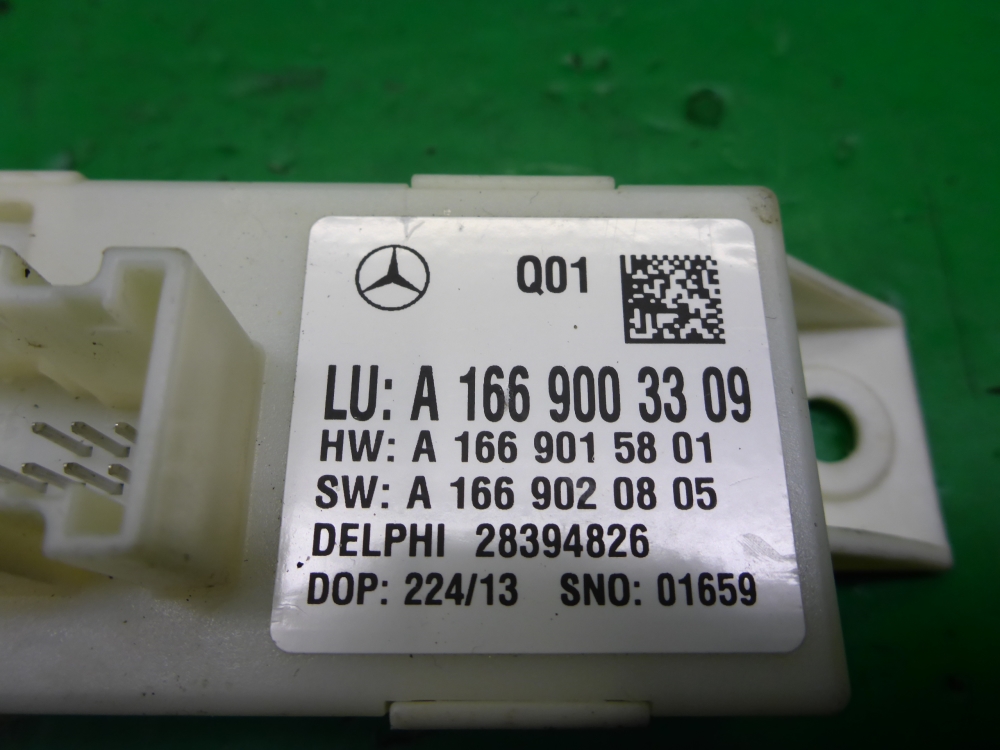 Q01
LU: A 166 900 33 09
HW: A 166 901 58 01
SW: A 166 902 08 05
DELPHI 28394826
DOP: 224/13 SNO: 01659